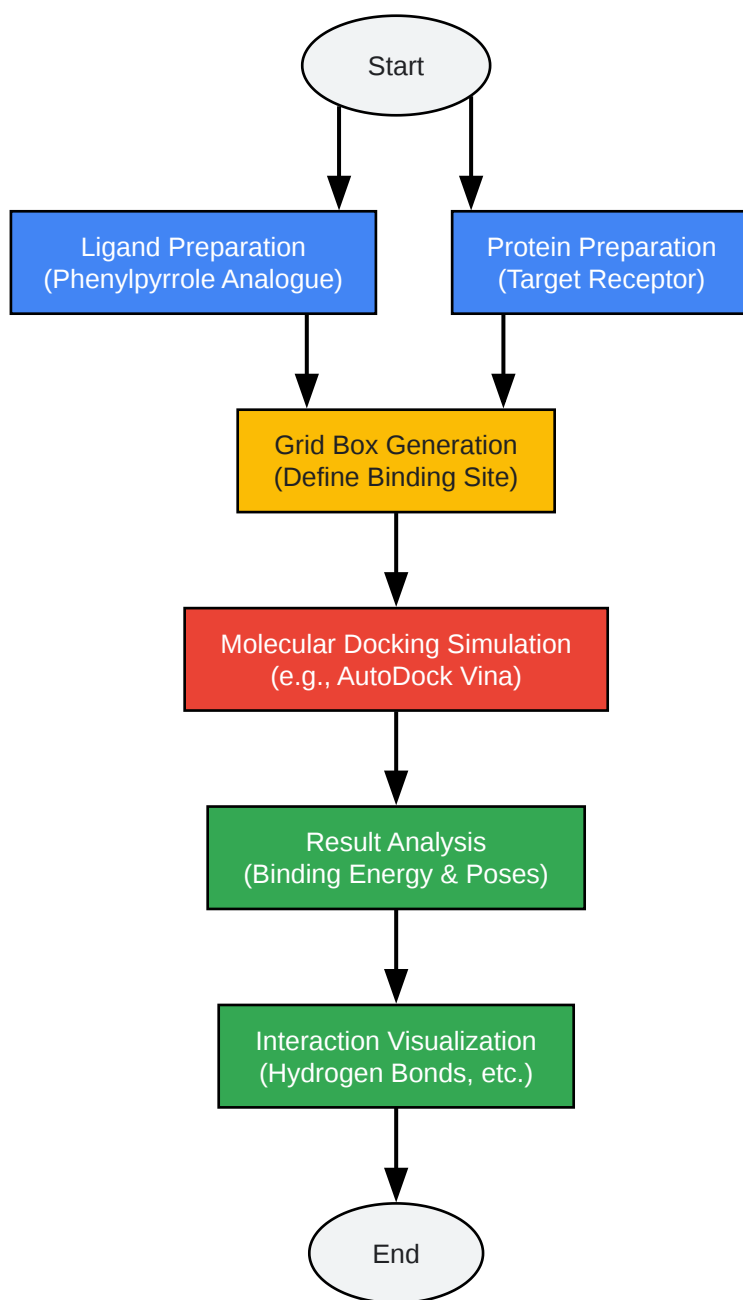 Start
Ligand Preparation
(Phenylpyrrole Analogue)
Protein Preparation
(Target Receptor)
Grid Box Generation
(Define Binding Site)
Molecular Docking Simulation
(e.g., AutoDock Vina)
Result Analysis
(Binding Energy & Poses)
Interaction Visualization
(Hydrogen Bonds, etc.)
End